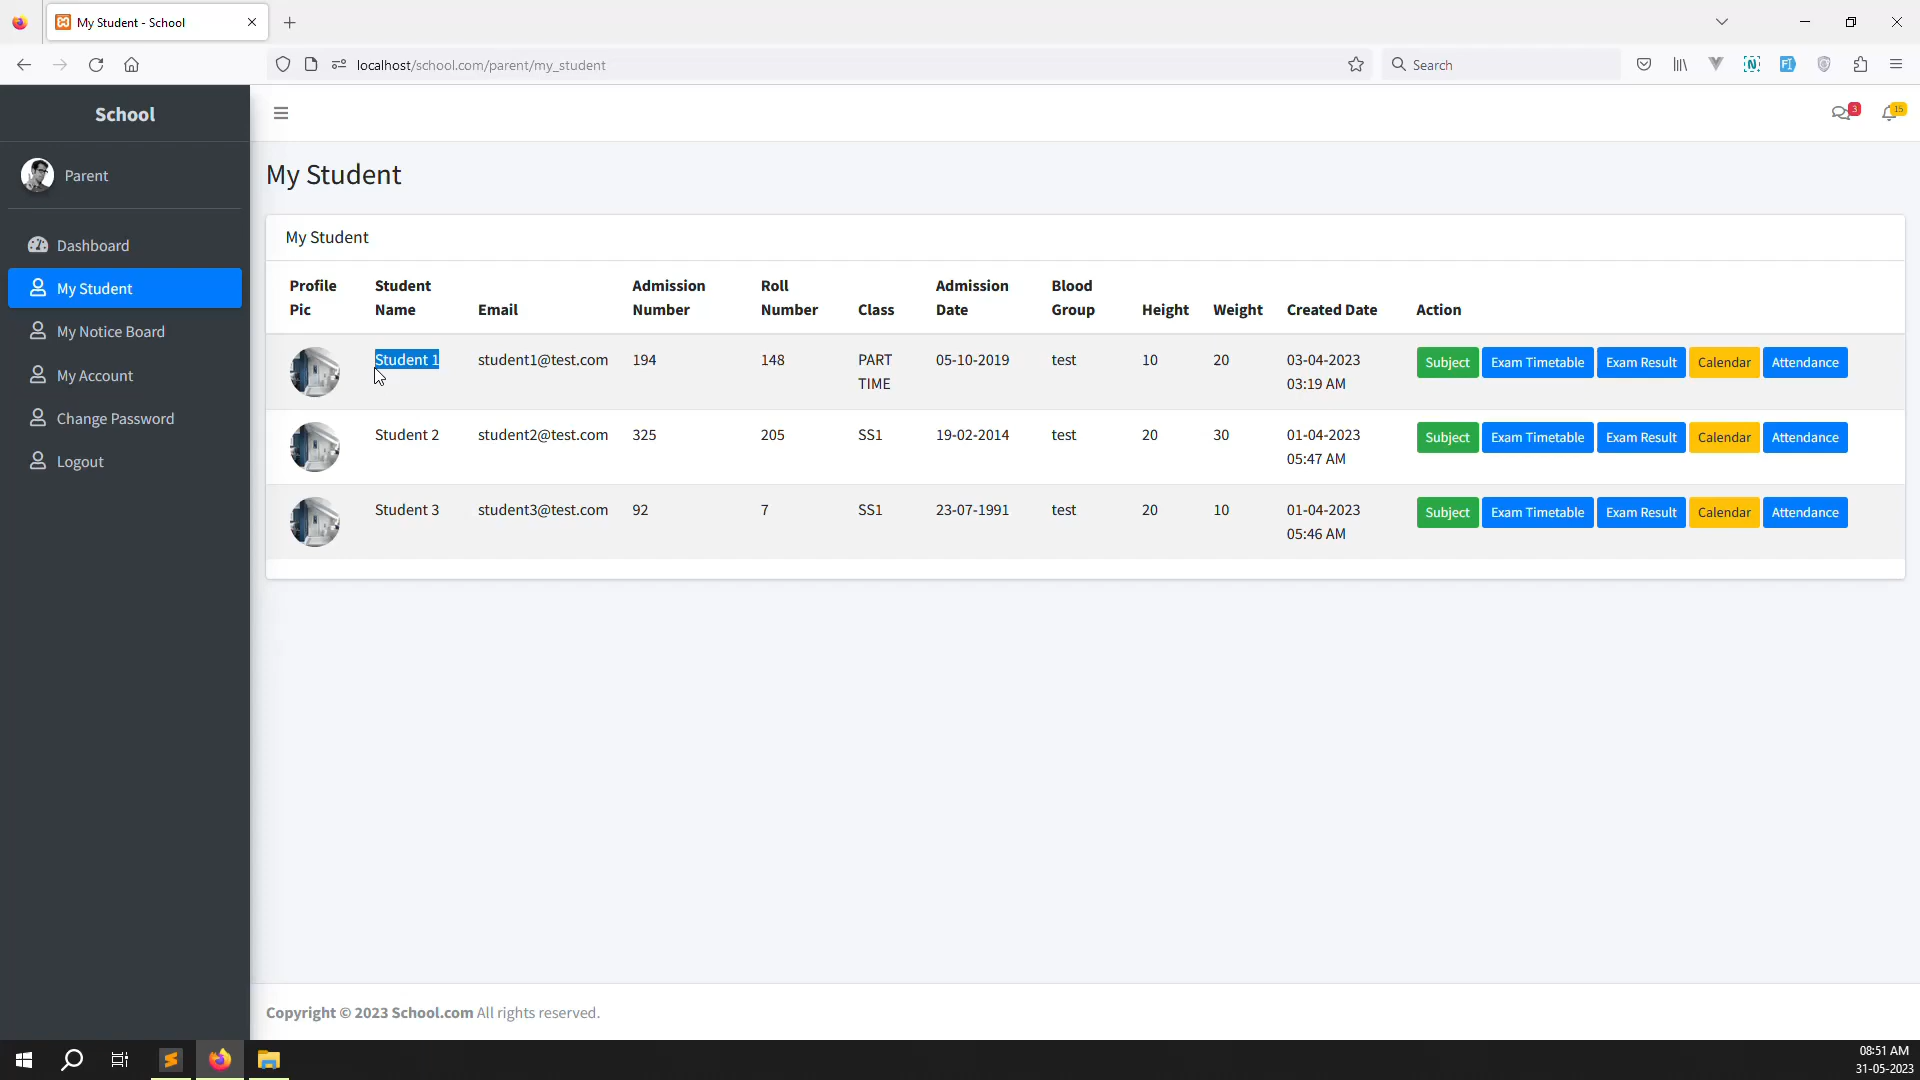 My Student - School
localhost/school.com/parent/my_student
Search
School
3
15
Parent
My Student
Dashboard
My Student
My Notice Board
My Account
Change Password
Logout
My Student
Profile Pic Student Name Email Admission Number Roll Number Class Admission Date Blood Group Height Weight Created Date Action
Student 1 student1@test.com 194 148 PART TIME 05-10-2019 test 10 20 03-04-2023 03:19 AM Subject Exam Timetable Exam Result Calendar Attendance
Student 2 student2@test.com 325 205 SS1 19-02-2014 test 20 30 01-04-2023 05:47 AM Subject Exam Timetable Exam Result Calendar Attendance
Student 3 student3@test.com 92 7 SS1 23-07-1991 test 20 10 01-04-2023 05:46 AM Subject Exam Timetable Exam Result Calendar Attendance
Copyright © 2023 School.com All rights reserved.
08:51 AM
31-05-2023